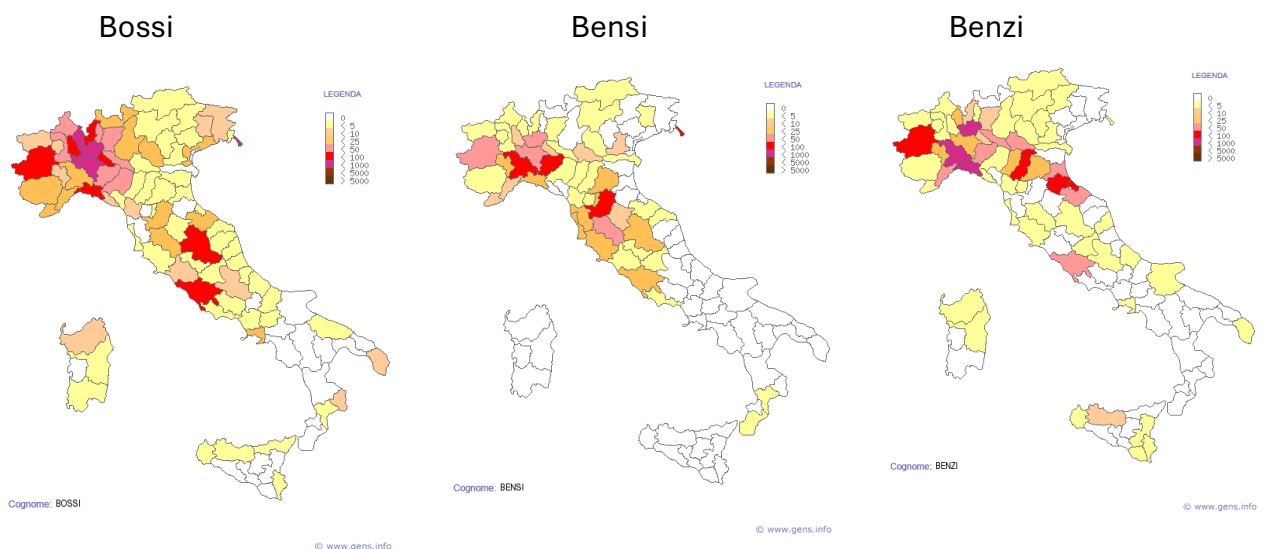 Bossi
Bensi
Benzi
LEGENDA
0
5
10
25
50
100
1000
5000
> 5000
LEGENDA
0
5
10
25
50
100
1000
5000
> 5000
LEGENDA
0
5
10
25
50
100
1000
5000
> 5000
Cognome: BOSSI
Cognome: BENSI
Cognome: BENZI
© www.gens.info
© www.gens.info
© www.gens.info